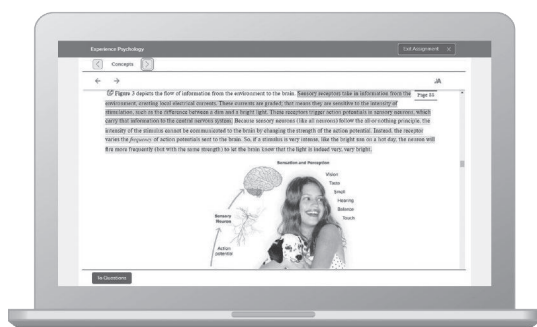 Experience Psychology
Get Assignment ×
< Concepts >
← → AA
Figure 3 depicts the flow of information from the environment to the brain. Sensory receptors take in information from the
Page 80
environment, creating local electrical currents. These currents are graded; that means they are sensitive to the intensity of
stimulation, such as the difference between a dim and a bright light. These receptors trigger action potentials in sensory neurons, which
carry that information to the central nervous system. Because sensory neurons (like all neurons) follow the all-or-nothing principle, the
intensity of the stimulus cannot be communicated to the brain by changing the strength of the action potential. Instead, the receptor
varies the frequency of action potentials sent to the brain. So, if a stimulus is very intense, like the bright sun on a hot day, the neuron will
fire more frequently (but with the same strength) to let the brain know that the light is indeed very, very bright.
Sensation and Perception
Vision
Taste
Smell
Hearing
Balance
Touch
Sensory
Neuron
Action
potential
To Questions